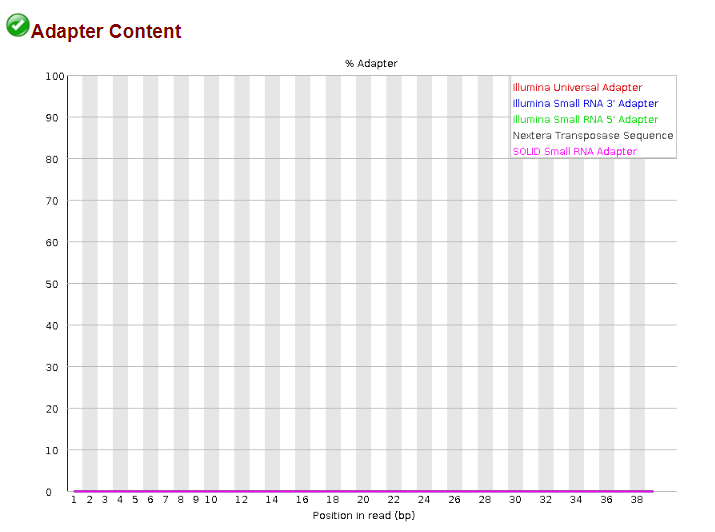 Adapter Content
% Adapter
100
90
80
70
60
50
40
30
20
10
0
Illumina Universal Adapter
Illumina Small RNA 3' Adapter
Illumina Small RNA 5' Adapter
Nextera Transposase Sequence
SOLID Small RNA Adapter
1 2 3 4 5 6 7 8 9 10 12 14 16 18 20 22 24 26 28 30 32 34 36 38
Position in read (bp)